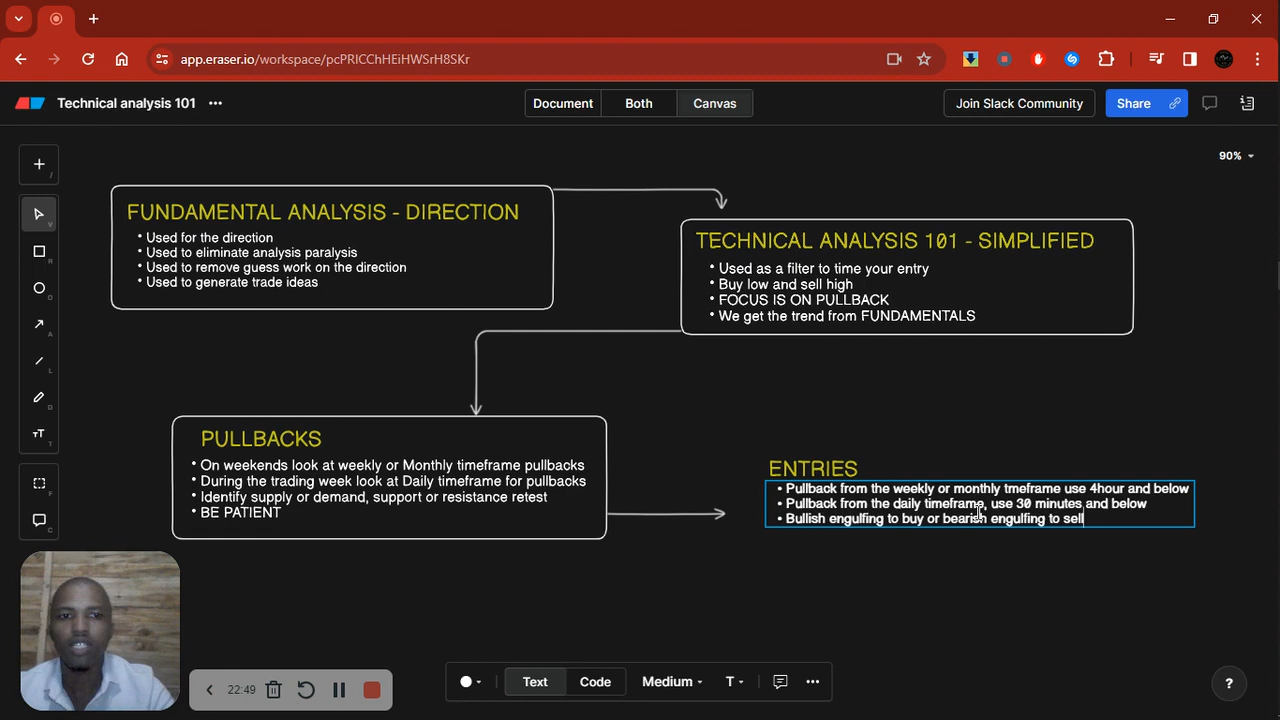 app.eraser.io/workspace/pcPRICChHEiHWSrH8SKr
Technical analysis 101
Document
Both
Canvas
Join Slack Community
Share
90%
FUNDAMENTAL ANALYSIS - DIRECTION
• Used for the direction
• Used to eliminate analysis paralysis
• Used to remove guess work on the direction
• Used to generate trade ideas
TECHNICAL ANALYSIS 101 - SIMPLIFIED
• Used as a filter to time your entry
• Buy low and sell high
• FOCUS IS ON PULLBACK
• We get the trend from FUNDAMENTALS
PULLBACKS
• On weekends look at weekly or Monthly timeframe pullbacks
• During the trading week look at Daily timeframe for pullbacks
• Identify supply or demand, support or resistance retest
• BE PATIENT
ENTRIES
• Pullback from the weekly or monthly tmeframe use 4hour and below
• Pullback from the daily timeframe, use 30 minutes and below
• Bullish engulfing to buy or bearish engulfing to sell
22:49
Text
Code
Medium
T
?